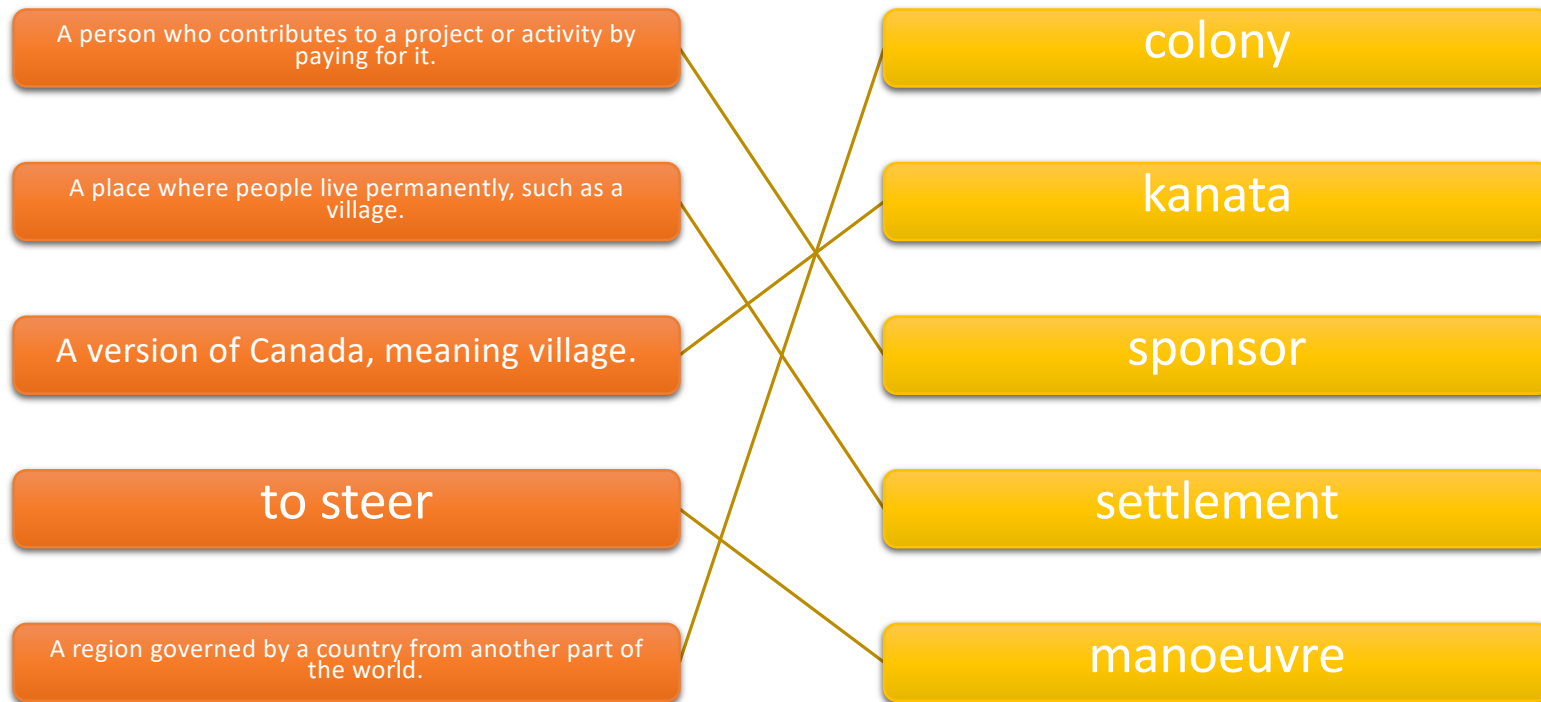 A person who contributes to a project or activity by
paying for it.
colony
A place where people live permanently, such as a
village.
kanata
A version of Canada, meaning village.
sponsor
to steer
settlement
A region governed by a country from another part of
the world.
manoeuvre